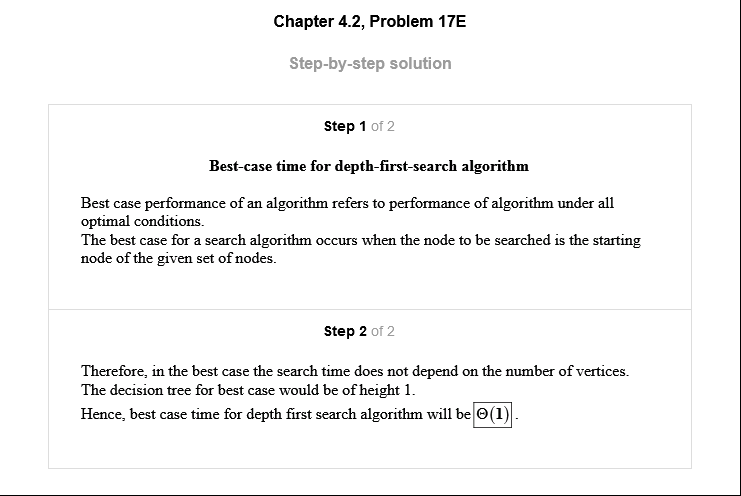 Chapter 4.2, Problem 17E
Step-by-step solution
Step 1 of 2
Best-case time for depth-first-search algorithm
Best case performance of an algorithm refers to performance of algorithm under all
optimal conditions.
The best case for a search algorithm occurs when the node to be searched is the starting
node of the given set of nodes.
Step 2 of 2
Therefore, in the best case the search time does not depend on the number of vertices.
The decision tree for best case would be of height 1.
Hence, best case time for depth first search algorithm will be Θ(1).